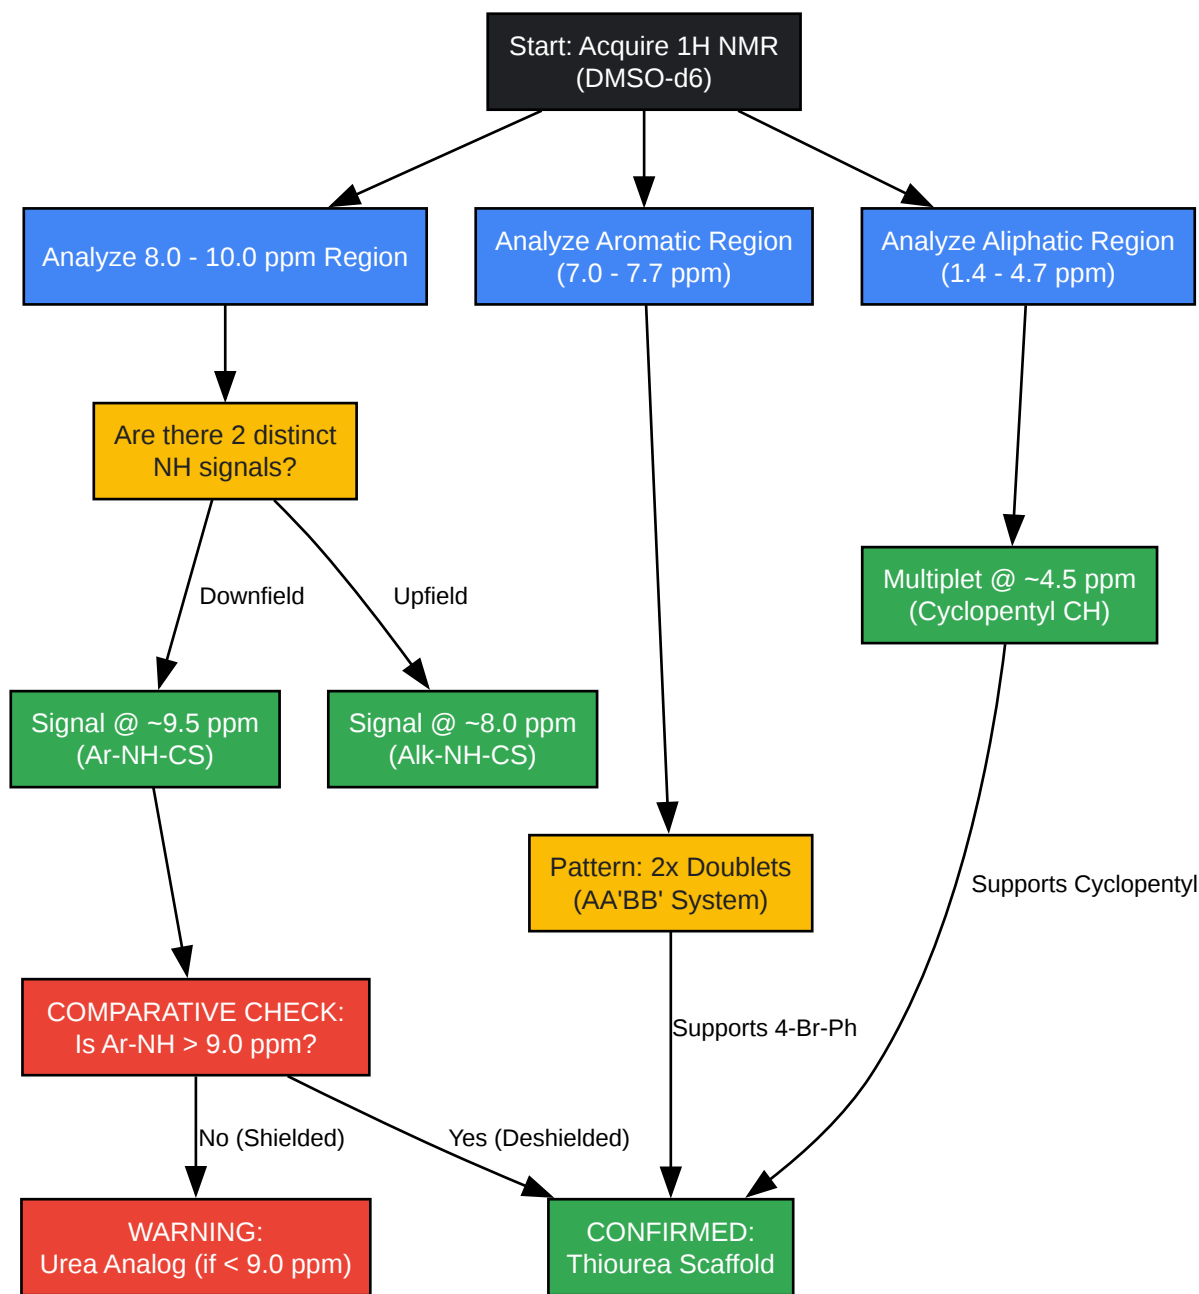 Start: Acquire 1H NMR
(DMSO-d6)
Analyze 8.0 - 10.0 ppm Region
Analyze Aromatic Region
(7.0 - 7.7 ppm)
Analyze Aliphatic Region
(1.4 - 4.7 ppm)
Are there 2 distinct
NH signals?
Downfield
Upfield
Multiplet @ ~4.5 ppm
(Cyclopentyl CH)
Signal @ ~9.5 ppm
(Ar-NH-CS)
Signal @ ~8.0 ppm
(Alk-NH-CS)
Pattern: 2x Doublets
(AA'BB' System)
Supports Cyclopentyl
COMPARATIVE CHECK:
Is Ar-NH > 9.0 ppm?
Supports 4-Br-Ph
No (Shielded)
Yes (Deshielded)
WARNING:
Urea Analog (if < 9.0 ppm)
CONFIRMED:
Thiourea Scaffold